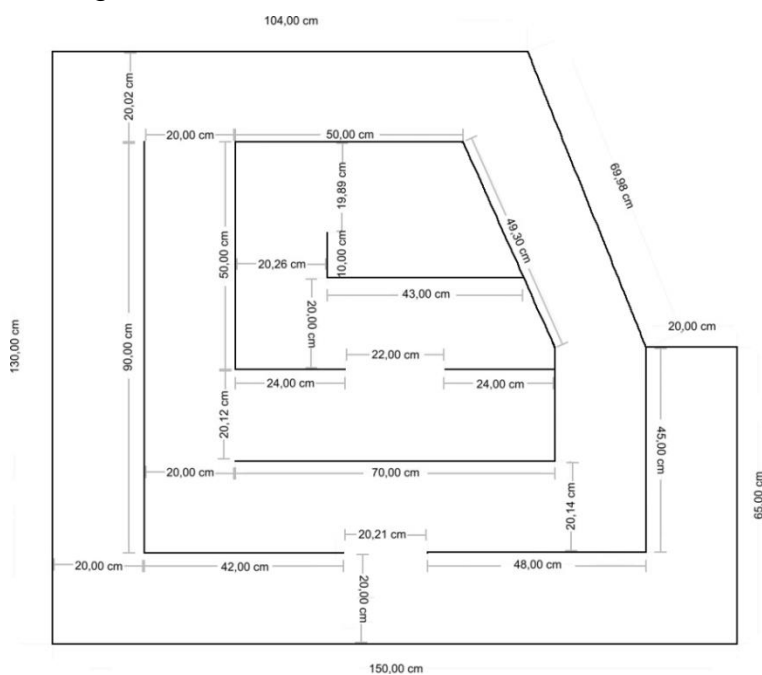 104,00 cm
20,02 cm
20,00 cm
50,00 cm
69,98 cm
19,89 cm
49,30 cm
50,00 cm
20,26 cm
10,00 cm
43,00 cm
20,00 cm
20,00 cm
130,00 cm
90,00 cm
22,00 cm
24,00 cm
24,00 cm
20,12 cm
45,00 cm
20,00 cm
70,00 cm
65,00 cm
20,14 cm
20,21 cm
20,00 cm
42,00 cm
48,00 cm
20,00 cm
150,00 cm